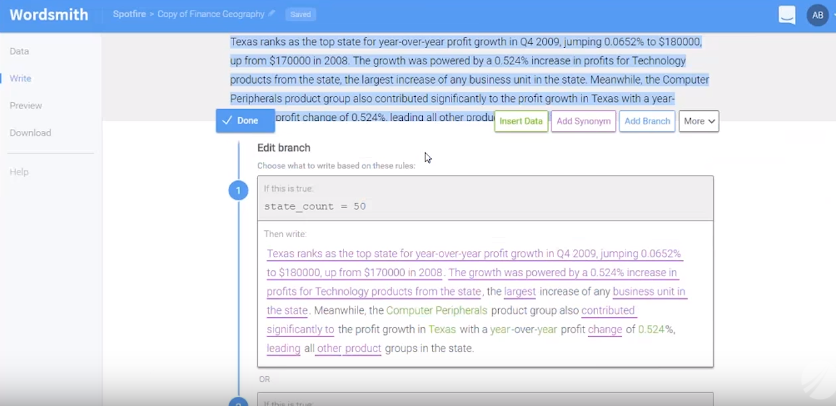 Wordsmith
Spotfire > Copy of Finance Geography
Saved
AB
Data
Write
Preview
Download
Help
Texas ranks as the top state for year-over-year profit growth in Q4 2009, jumping 0.0652% to $180000,
up from $170000 in 2008. The growth was powered by a 0.524% increase in profits for Technology
products from the state, the largest increase of any business unit in the state. Meanwhile, the Computer
Peripherals product group also contributed significantly to the profit growth in Texas with a year-
profit change of 0.524%, leading all other
Done
Insert Data
Add Synonym
Add Branch
More
Edit branch
Choose what to write based on these rules:
1
If this is true:
state_count = 50
Then write:
Texas ranks as the top state for year-over-year profit growth in Q4 2009, jumping 0.0652%
to $180000, up from $170000 in 2008. The growth was powered by a 0.524% increase in
profits for Technology products from the state, the largest increase of any business unit in
the state. Meanwhile, the Computer Peripherals product group also contributed
significantly to the profit growth in Texas with a year-over-year profit change of 0.524%,
leading all other product groups in the state.
OR
If this is true: